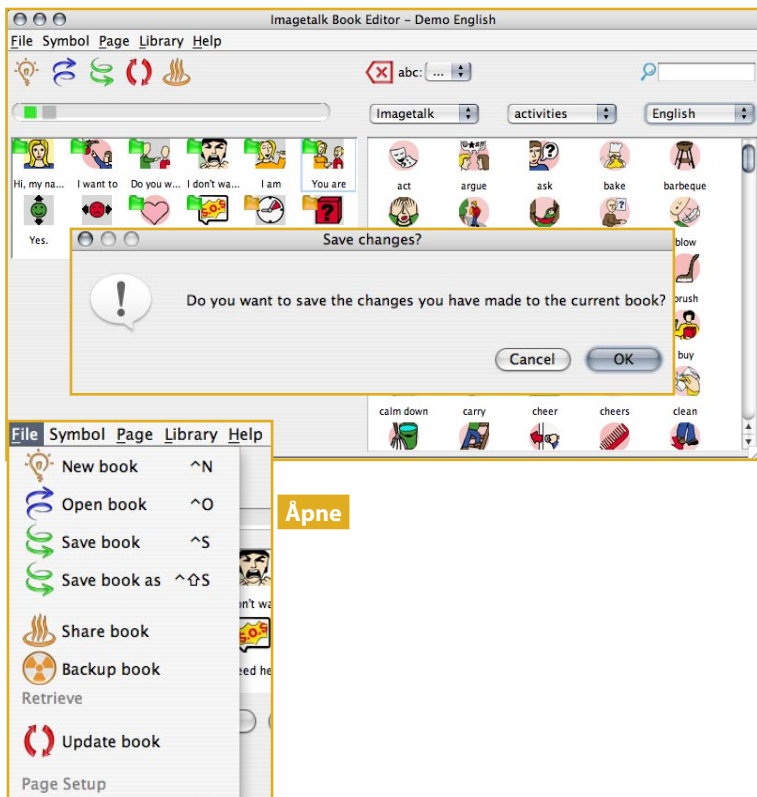 Imagetalk Book Editor – Demo English
File Symbol Page Library Help
abc: ...
Imagetalk activities English
Hi, my na... I want to Do you w... I don't wa... I am You are
act argue ask bake barbeque
S.O.S ?
Yes.
blow
Save changes?
Do you want to save the changes you have made to the current book?
Cancel OK
brush
buy
calm down carry cheer cheers clean
File Symbol Page Library Help
New book ^N
Open book ^O
Save book ^S
Save book as ^⇧S
Share book
Backup book
Retrieve
Update book
Page Setup
on't wa
S.O.S
eed he
Åpne